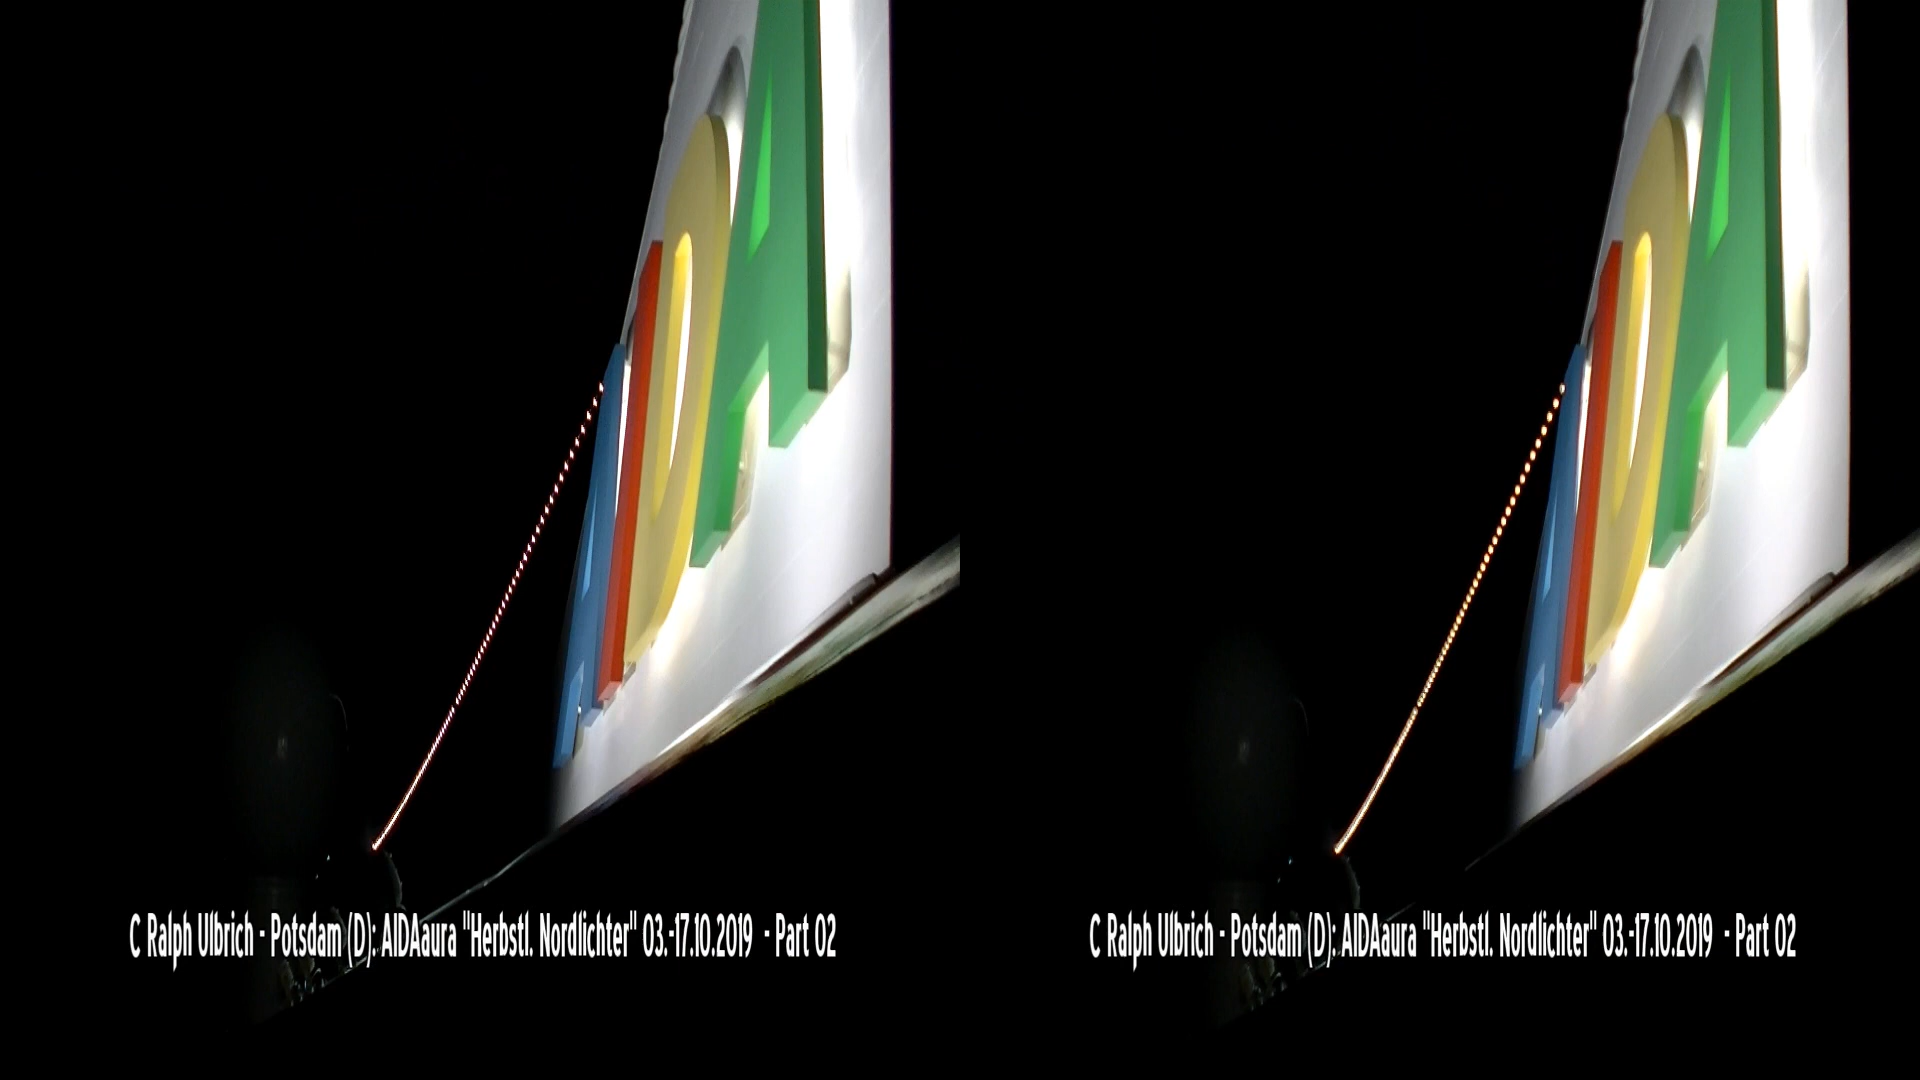 AIDA
AIDA
C Ralph Ulbrich - Potsdam (D): AIDAaura "Herbstl. Nordlichter" 03.-17.10.2019 - Part 02
C Ralph Ulbrich - Potsdam (D): AIDAaura "Herbstl. Nordlichter" 03.-17.10.2019 - Part 02